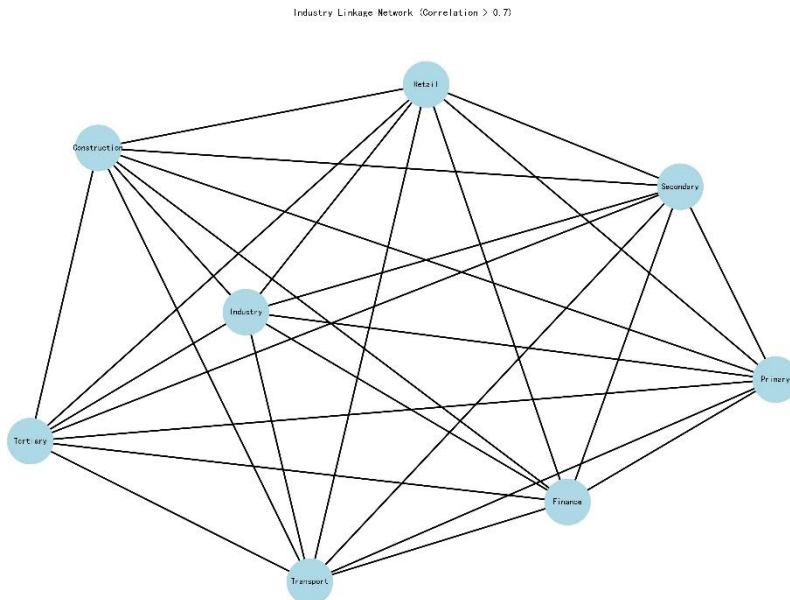 Industry Linkage Network (Correlation > 0.7)
Retail
Construction
Secondary
Industry
Primary
Tertiary
Finance
Transport